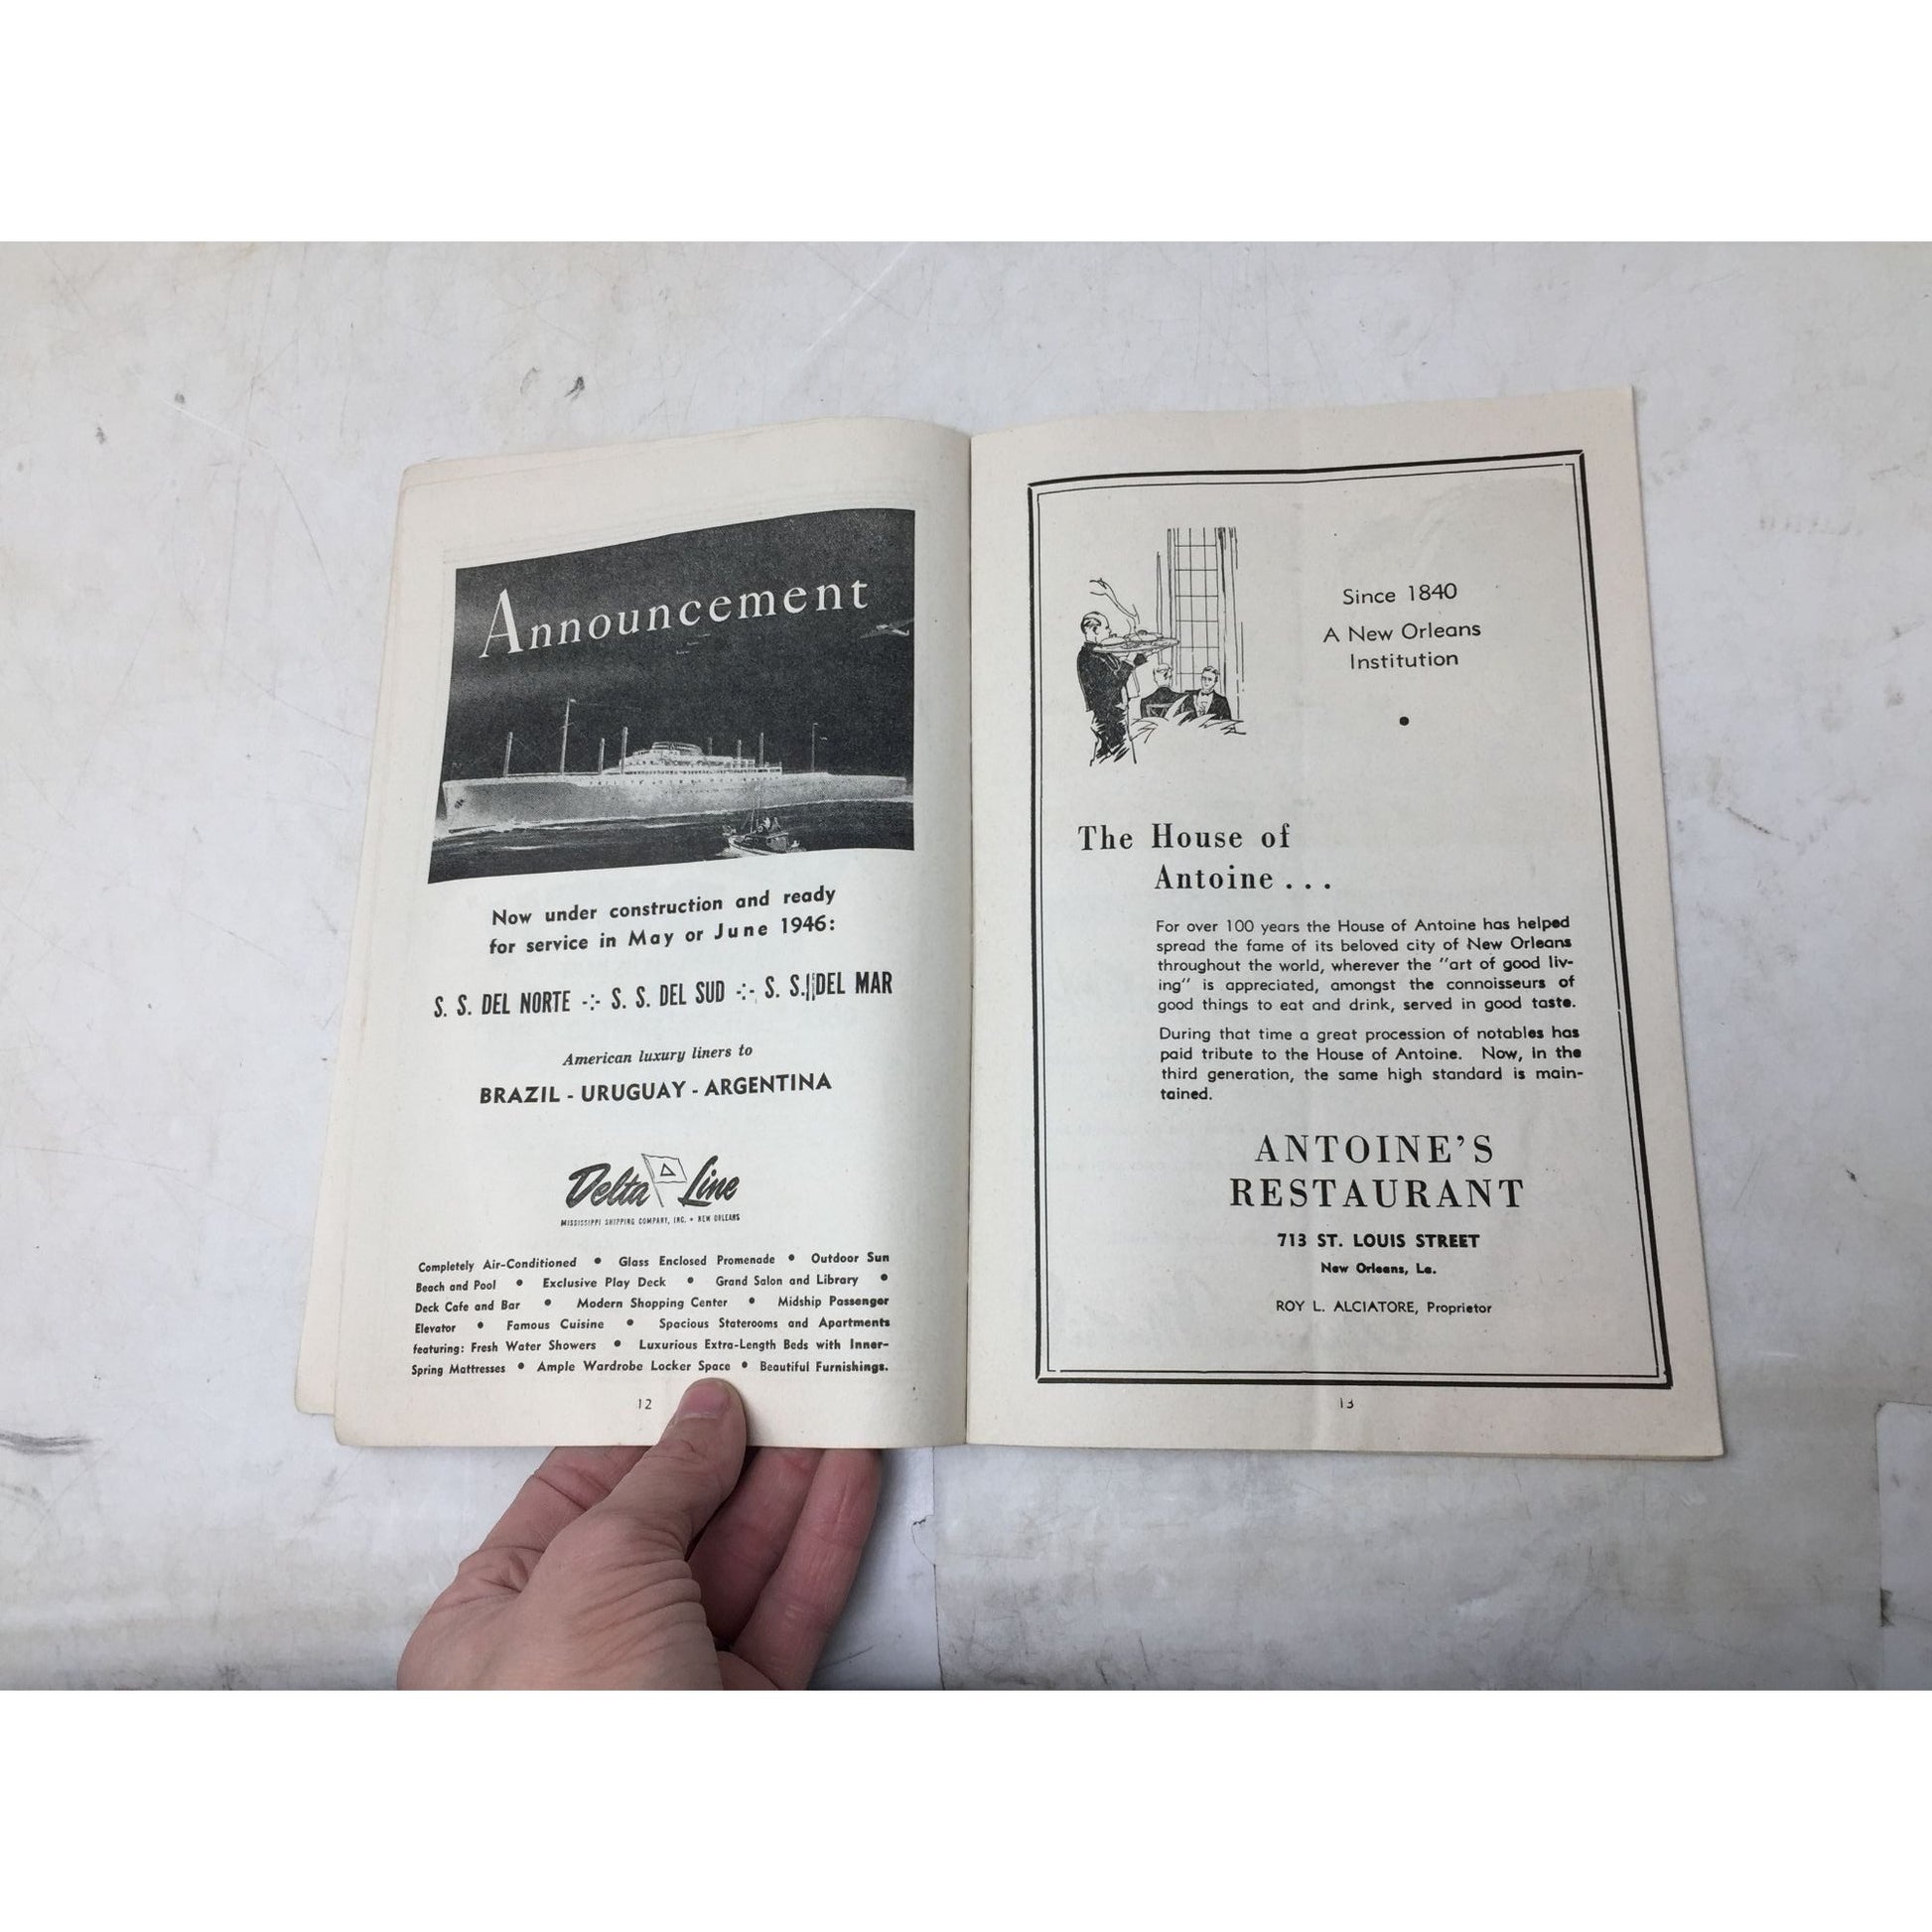 Announcement
Now under construction and ready
for service in May or June 1946:
S. S. DEL NORTE -:- S. S. DEL SUD -:- S. S. DEL MAR
American luxury liners to
BRAZIL - URUGUAY - ARGENTINA
Delta Line
MISSISSIPPI SHIPPING COMPANY, INC. • NEW ORLEANS
Completely Air-Conditioned • Glass Enclosed Promenade • Outdoor Sun
Beach and Pool • Exclusive Play Deck • Grand Salon and Library •
Deck Cafe and Bar • Modern Shopping Center • Midship Passenger
Elevator • Famous Cuisine • Spacious Staterooms and Apartments
featuring: Fresh Water Showers • Luxurious Extra-Length Beds with Inner-
Spring Mattresses • Ample Wardrobe Locker Space • Beautiful Furnishings.
12
Since 1840
A New Orleans
Institution
•
The House of
Antoine . . .
For over 100 years the House of Antoine has helped
spread the fame of its beloved city of New Orleans
throughout the world, wherever the "art of good liv-
ing" is appreciated, amongst the connoisseurs of
good things to eat and drink, served in good taste.
During that time a great procession of notables has
paid tribute to the House of Antoine. Now, in the
third generation, the same high standard is main-
tained.
ANTOINE'S
RESTAURANT
713 ST. LOUIS STREET
New Orleans, La.
ROY L. ALCIATORE, Proprietor
13